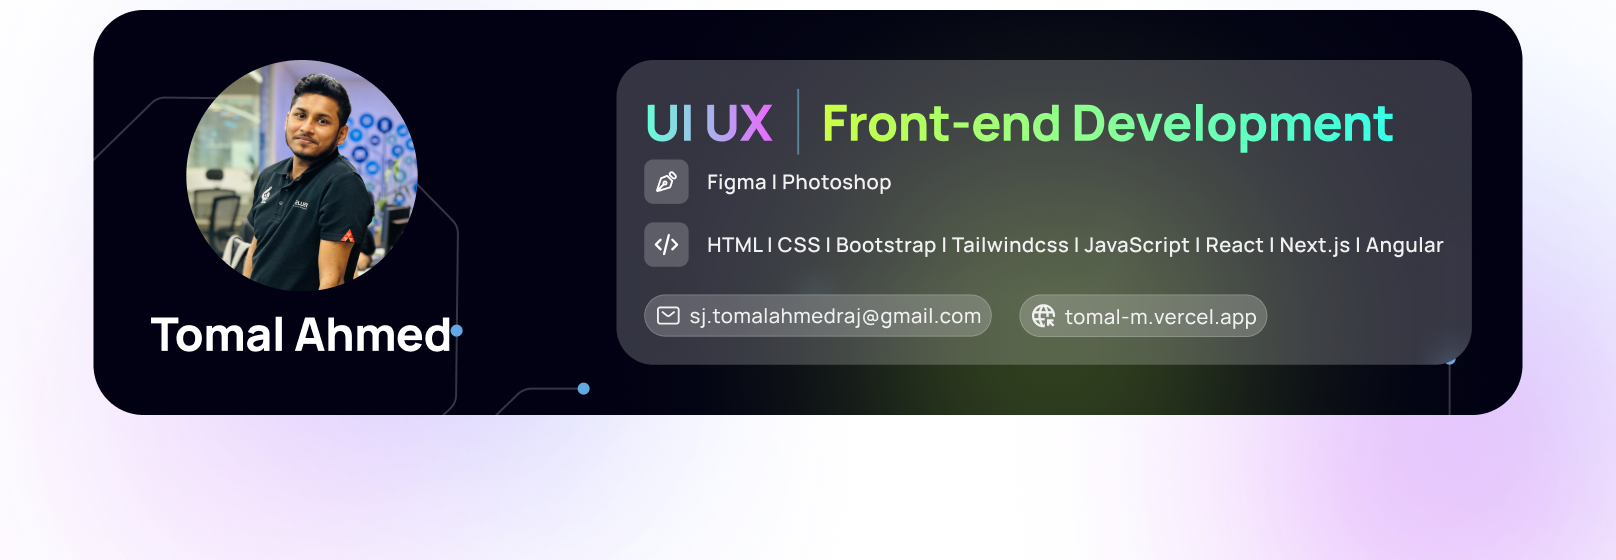 Tomal Ahmed
UI UX | Front-end Development
Figma | Photoshop
HTML | CSS | Bootstrap | Tailwindcss | JavaScript | React | Next.js | Angular
sj.tomalahmedraj@gmail.com
tomal-m.vercel.app